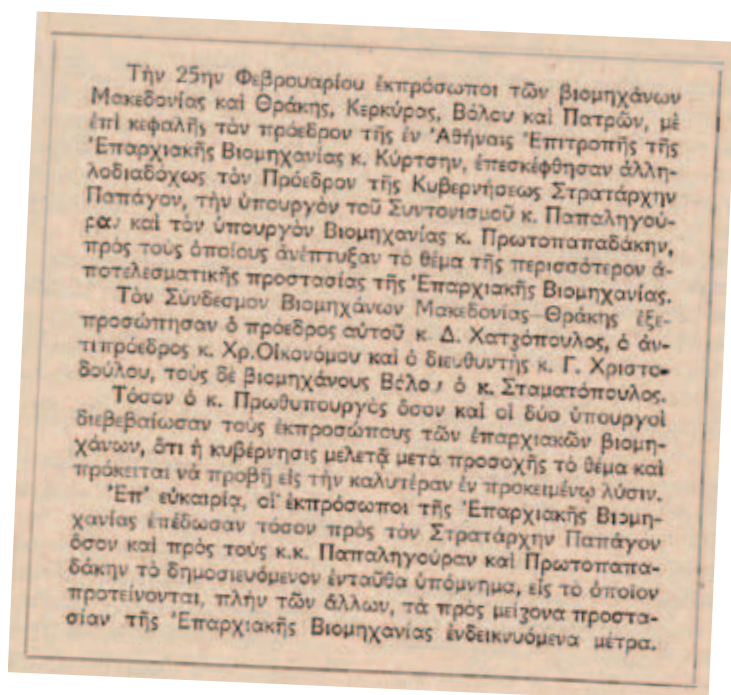 Τὴν 25ην Φεβρουαρίου ἐκπρόσωποι τῶν βιομηχάνων
Μακεδονίας καὶ Θράκης, Κερκύρας, Βόλου καὶ Πατρῶν, μὲ
ἐπὶ κεφαλῆς τὸν πρόεδρον τῆς ἐν Ἀθήναις Ἐπιτροπῆς τῆς
Ἐπαρχιακῆς Βιομηχανίας κ. Κύρτσην, ἐπεσκέφθησαν ἀλλη-
λοδιαδόχως τὸν Πρόεδρον τῆς Κυβερνήσεως Στρατάρχην
Παπάγον, τὴν ὑπουργὸν τοῦ Συντονισμοῦ κ. Παπαληγού-
ραν καὶ τὸν ὑπουργὸν Βιομηχανίας κ. Πρωτοπαπαδάκην,
πρὸς τοὺς ὁποίους ἀνέπτυξαν τὸ θέμα τῆς περισσότερον ἀ-
ποτελεσματικῆς προστασίας τῆς Ἐπαρχιακῆς Βιομηχανίας.
Τὸν Σύνδεσμον Βιομηχάνων Μακεδονίας–Θράκης ἐξε-
προσώπησαν ὁ πρόεδρος αὐτοῦ κ. Δ. Χατζόπουλος, ὁ ἀν-
τιπρόεδρος κ. Χρ.Οἰκονόμου καὶ ὁ διευθυντὴς κ. Γ. Χριστο-
δούλου, τοὺς δὲ βιομηχάνους Βόλου ὁ κ. Σταματόπουλος.
Τόσον ὁ κ. Πρωθυπουργὸς ὅσον καὶ οἱ δύο ὑπουργοὶ
διεβεβαίωσαν τοὺς ἐκπροσώπους τῶν ἐπαρχιακῶν βιομη-
χάνων, ὅτι ἡ κυβέρνησις μελετᾷ μετὰ προσοχῆς τὸ θέμα καὶ
πρόκειται νὰ προβῇ εἰς τὴν καλυτέραν ἐν προκειμένῳ λύσιν.
Ἐπ' εὐκαιρίᾳ, οἱ ἐκπρόσωποι τῆς Ἐπαρχιακῆς Βιομη-
χανίας ἐπέδωσαν τόσον πρὸς τὸν Στρατάρχην Παπάγον
ὅσον καὶ πρὸς τοὺς κ.κ. Παπαληγούραν καὶ Πρωτοπαπα-
δάκην τὸ δημοσιευόμενον ἐνταῦθα ὑπόμνημα, εἰς τὸ ὁποῖον
προτείνονται, πλὴν τῶν ἄλλων, τὰ πρὸς μείζονα προστα-
σίαν τῆς Ἐπαρχιακῆς Βιομηχανίας ἐνδεικνυόμενα μέτρα.